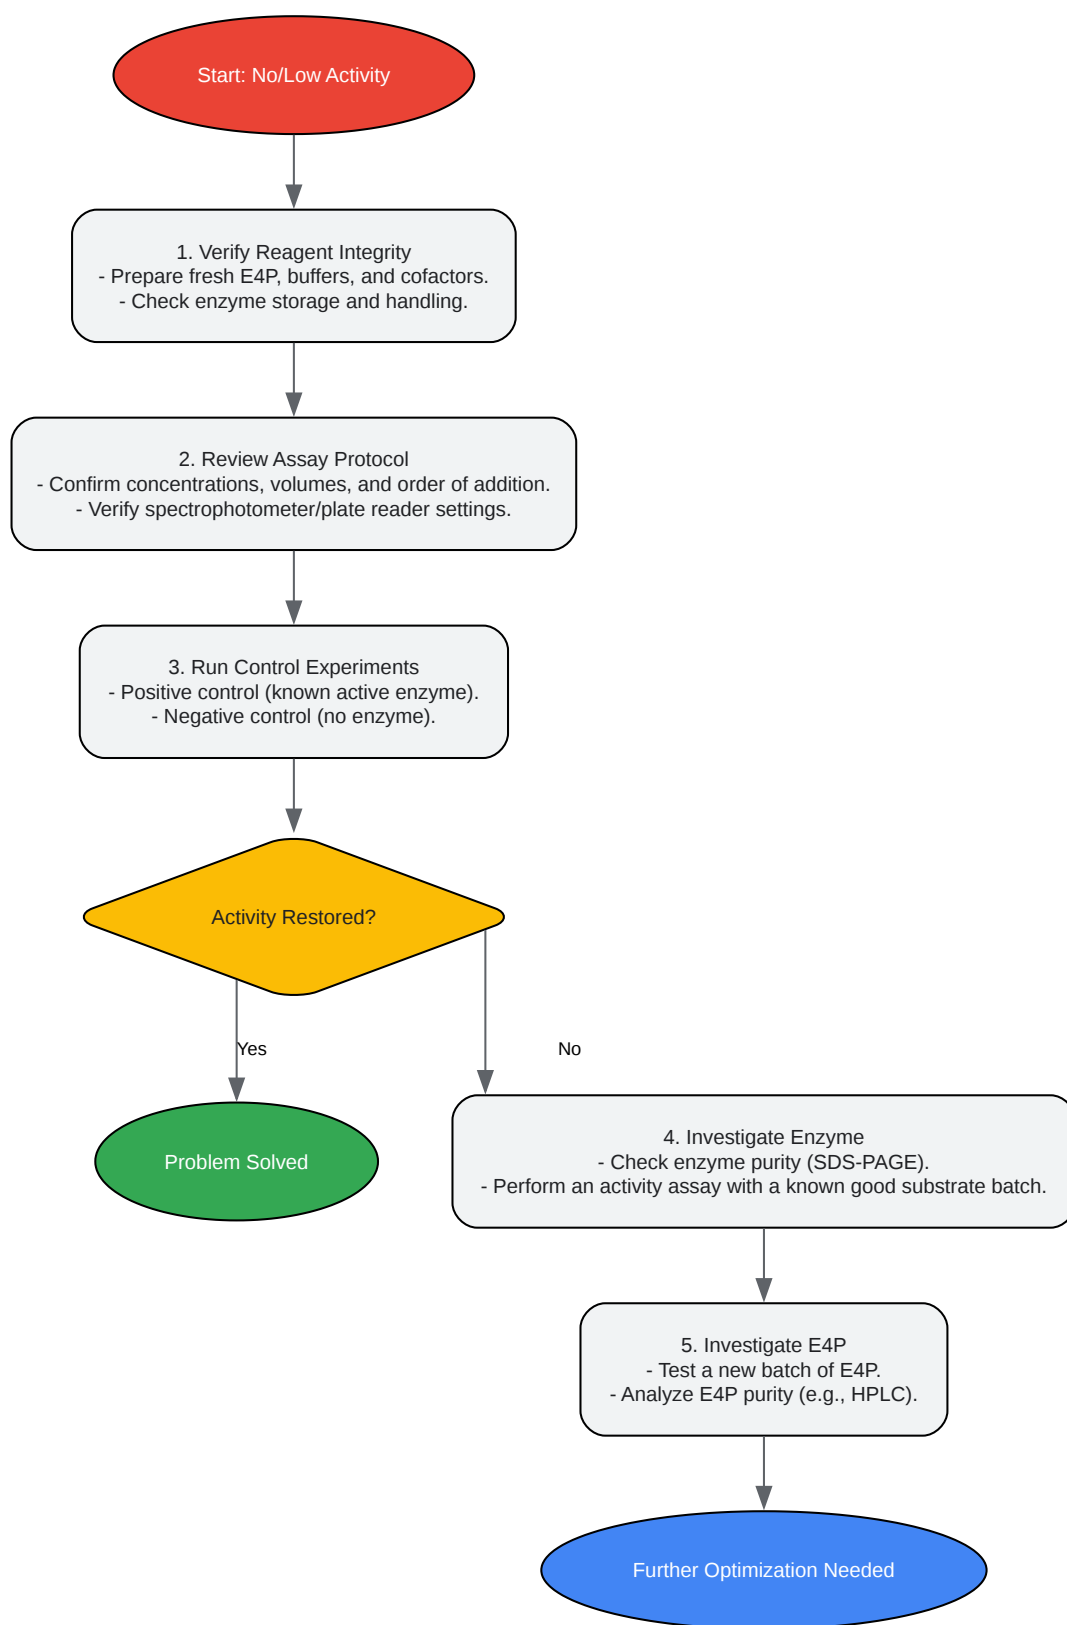 Start: No/Low Activity
1. Verify Reagent Integrity
- Prepare fresh E4P, buffers, and cofactors.
- Check enzyme storage and handling.
2. Review Assay Protocol
- Confirm concentrations, volumes, and order of addition.
- Verify spectrophotometer/plate reader settings.
3. Run Control Experiments
- Positive control (known active enzyme).
- Negative control (no enzyme).
Activity Restored?
Yes
No
Problem Solved
4. Investigate Enzyme
- Check enzyme purity (SDS-PAGE).
- Perform an activity assay with a known good substrate batch.
5. Investigate E4P
- Test a new batch of E4P.
- Analyze E4P purity (e.g., HPLC).
Further Optimization Needed